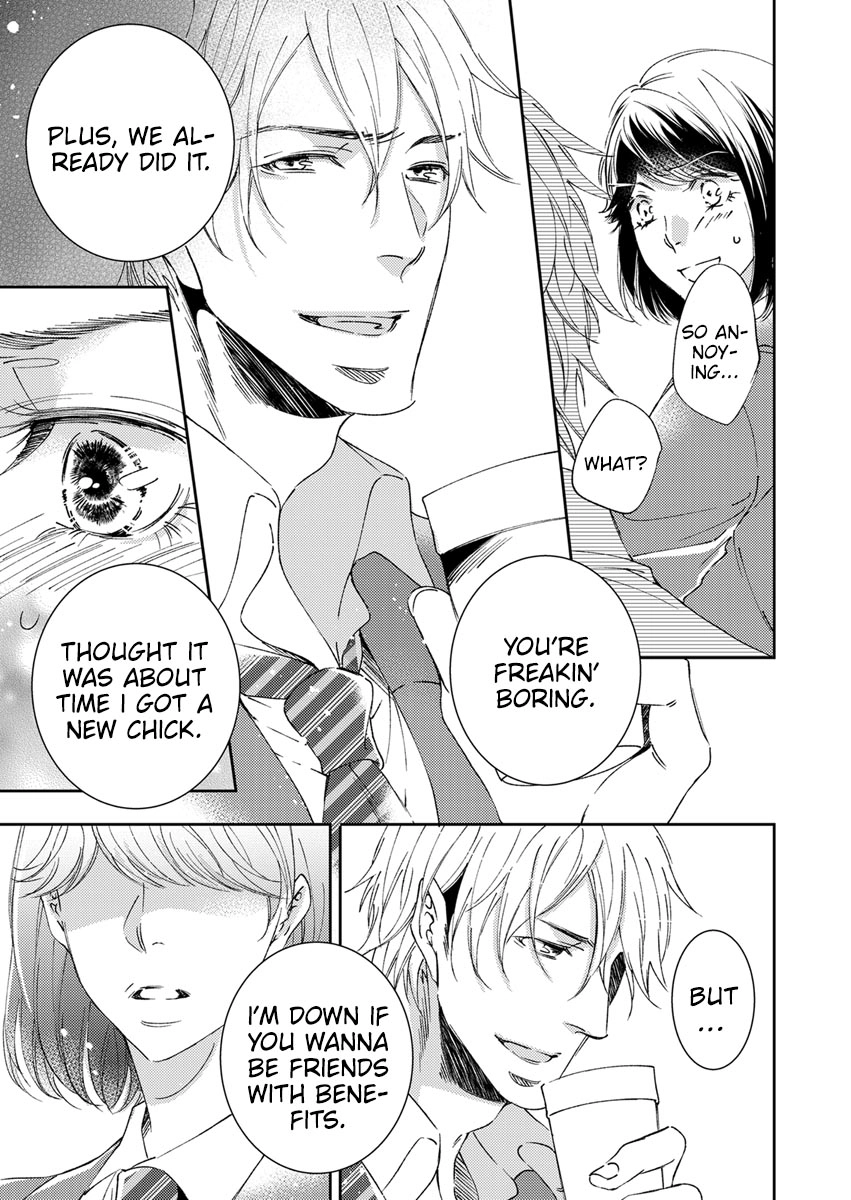 SO AN-
NOY-
ING...
WHAT?
PLUS, WE AL-
READY DID IT.
YOU'RE
FREAKIN'
BORING.
THOUGHT IT
WAS ABOUT
TIME I GOT A
NEW CHICK.
BUT
...
I'M DOWN IF
YOU WANNA
BE FRIENDS
WITH BENE-
FITS.